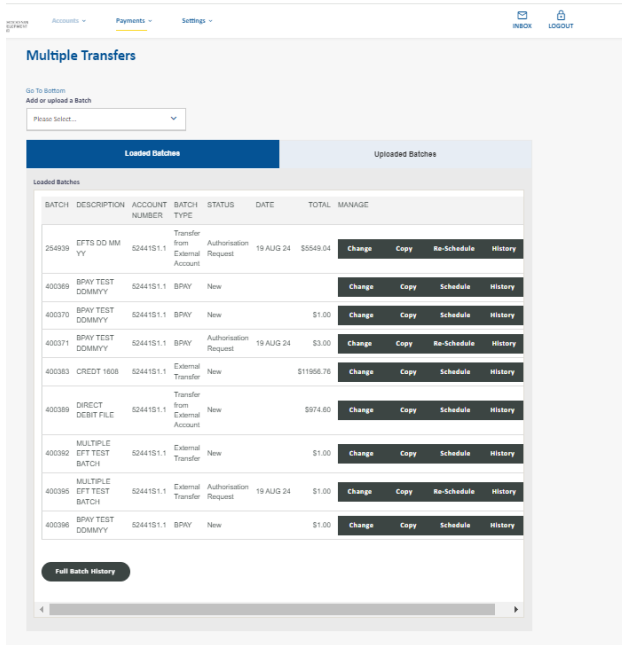 Accounts Payments Settings
INBOX LOGOUT
Multiple Transfers
Go To Bottom
Add or upload a Batch
Please Select...
Loaded Batches Uploaded Batches
Loaded Batches
BATCH DESCRIPTION ACCOUNT BATCH STATUS DATE TOTAL MANAGE
NUMBER TYPE
Transfer
from
254939 EFTS DD MM YY 52441S1.1 External Authorisation Request 19 AUG 24 $5549.04 Change Copy Re-Schedule History
Account
400369 BPAY TEST DDMMYY 52441S1.1 BPAY New Change Copy Schedule History
400370 BPAY TEST DDMMYY 52441S1.1 BPAY New $1.00 Change Copy Schedule History
400371 BPAY TEST DDMMYY 52441S1.1 BPAY Authorisation Request 19 AUG 24 $3.00 Change Copy Re-Schedule History
400383 CREDT 1608 52441S1.1 External Transfer New $11956.76 Change Copy Schedule History
Transfer
from
400389 DIRECT DEBIT FILE 52441S1.1 External New $974.60 Change Copy Schedule History
Account
400392 MULTIPLE EFT TEST BATCH 52441S1.1 External Transfer New $1.00 Change Copy Schedule History
400395 MULTIPLE EFT TEST BATCH 52441S1.1 External Transfer Authorisation Request 19 AUG 24 $1.00 Change Copy Re-Schedule History
400396 BPAY TEST DDMMYY 52441S1.1 BPAY New $1.00 Change Copy Schedule History
Full Batch History